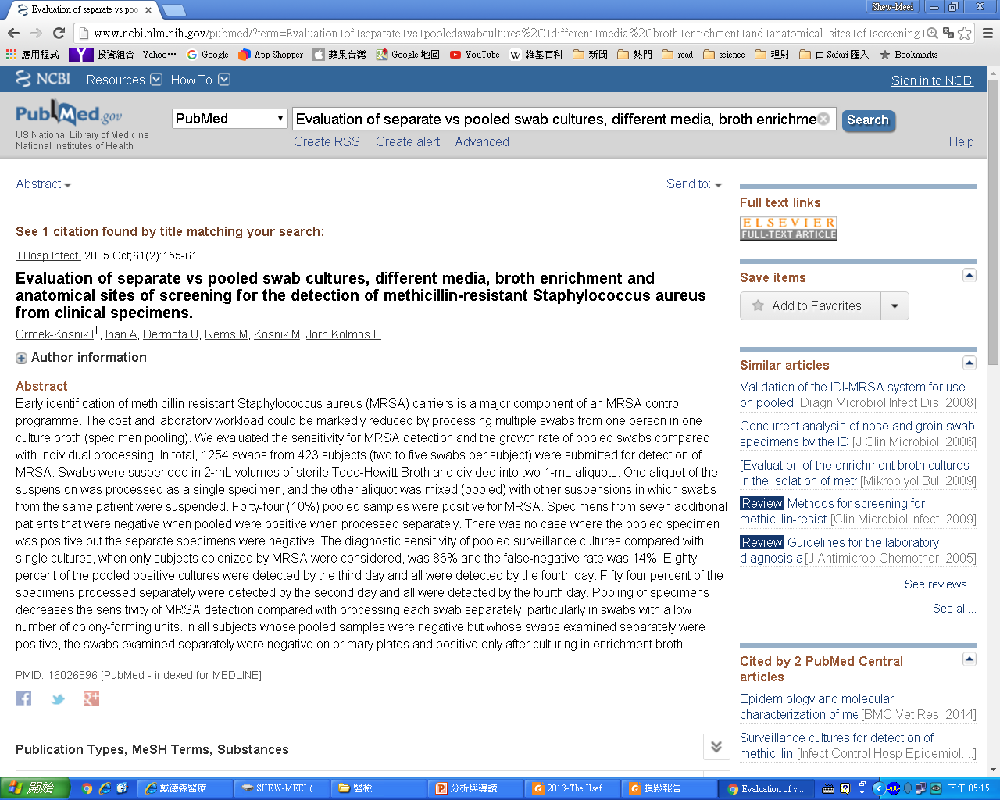 Evaluation of separate vs poo
Shew-Meei
www.ncbi.nlm.nih.gov/pubmed/?term=Evaluation+of+separate+vs+pooledswabcultures%2C+different+media%2Cbroth+enrichment+and+anatomical+sites+of+screening+
應用程式
投資組合 - Yahoo…
Google
App Shopper
蘋果台灣
Google 地圖
YouTube
維基百科
新聞
熱門
read
science
理財
由 Safari 匯入
Bookmarks
NCBI Resources How To Sign in to NCBI
PubMed.gov
US National Library of Medicine
National Institutes of Health
PubMed
Evaluation of separate vs pooled swab cultures, different media, broth enrichme
Search
Create RSS Create alert Advanced
Help
Abstract
Send to:
See 1 citation found by title matching your search:
J Hosp Infect. 2005 Oct;61(2):155-61.
Evaluation of separate vs pooled swab cultures, different media, broth enrichment and
anatomical sites of screening for the detection of methicillin-resistant Staphylococcus aureus
from clinical specimens.
Grmek-Kosnik I1, Ihan A, Dermota U, Rems M, Kosnik M, Jorn Kolmos H.
Author information
Abstract
Early identification of methicillin-resistant Staphylococcus aureus (MRSA) carriers is a major component of an MRSA control
programme. The cost and laboratory workload could be markedly reduced by processing multiple swabs from one person in one
culture broth (specimen pooling). We evaluated the sensitivity for MRSA detection and the growth rate of pooled swabs compared
with individual processing. In total, 1254 swabs from 423 subjects (two to five swabs per subject) were submitted for detection of
MRSA. Swabs were suspended in 2-mL volumes of sterile Todd-Hewitt Broth and divided into two 1-mL aliquots. One aliquot of the
suspension was processed as a single specimen, and the other aliquot was mixed (pooled) with other suspensions in which swabs
from the same patient were suspended. Forty-four (10%) pooled samples were positive for MRSA. Specimens from seven additional
patients that were negative when pooled were positive when processed separately. There was no case where the pooled specimen
was positive but the separate specimens were negative. The diagnostic sensitivity of pooled surveillance cultures compared with
single cultures, when only subjects colonized by MRSA were considered, was 86% and the false-negative rate was 14%. Eighty
percent of the pooled positive cultures were detected by the third day and all were detected by the fourth day. Fifty-four percent of the
specimens processed separately were detected by the second day and all were detected by the fourth day. Pooling of specimens
decreases the sensitivity of MRSA detection compared with processing each swab separately, particularly in swabs with a low
number of colony-forming units. In all subjects whose pooled samples were negative but whose swabs examined separately were
positive, the swabs examined separately were negative on primary plates and positive only after culturing in enrichment broth.
PMID: 16026896 [PubMed - indexed for MEDLINE]
Publication Types, MeSH Terms, Substances
Full text links
ELSEVIER
FULL-TEXT ARTICLE
Save items
Add to Favorites
Similar articles
Validation of the IDI-MRSA system for use
on pooled [Diagn Microbiol Infect Dis. 2008]
Concurrent analysis of nose and groin swab
specimens by the ID [J Clin Microbiol. 2006]
[Evaluation of the enrichment broth cultures
in the isolation of meth [Mikrobiyol Bul. 2009]
Review Methods for screening for
methicillin-resist [Clin Microbiol Infect. 2009]
Review Guidelines for the laboratory
diagnosis a [J Antimicrob Chemother. 2005]
See reviews...
See all...
Cited by 2 PubMed Central
articles
Epidemiology and molecular
characterization of me [BMC Vet Res. 2014]
Surveillance cultures for detection of
methicillin [Infect Control Hosp Epidemiol....]
開始
戴德森醫療...
SHEW-MEEI (...
醫檢
分析與導讀...
2013-The Usef...
損毀報告
Evaluation of s...
下午 05:15